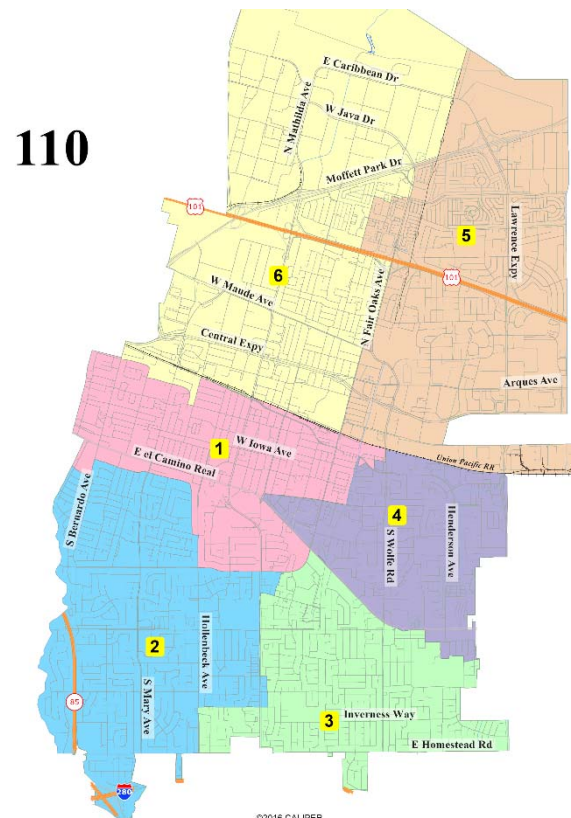 110
E Caribbean Dr
N Mathilda Ave
W Java Dr
Moffett Park Dr
101
5
Lawrence Expy
6
101
W Maude Ave
N Fair Oaks Ave
Central Expy
Arques Ave
1
W Iowa Ave
E el Camino Real
Union Pacific RR
S Bernardo Ave
4
Henderson Ave
S Wolfe Rd
2
Hollenbeck Ave
85
S Mary Ave
3
Inverness Way
E Homestead Rd
280
©2016 CALIPER